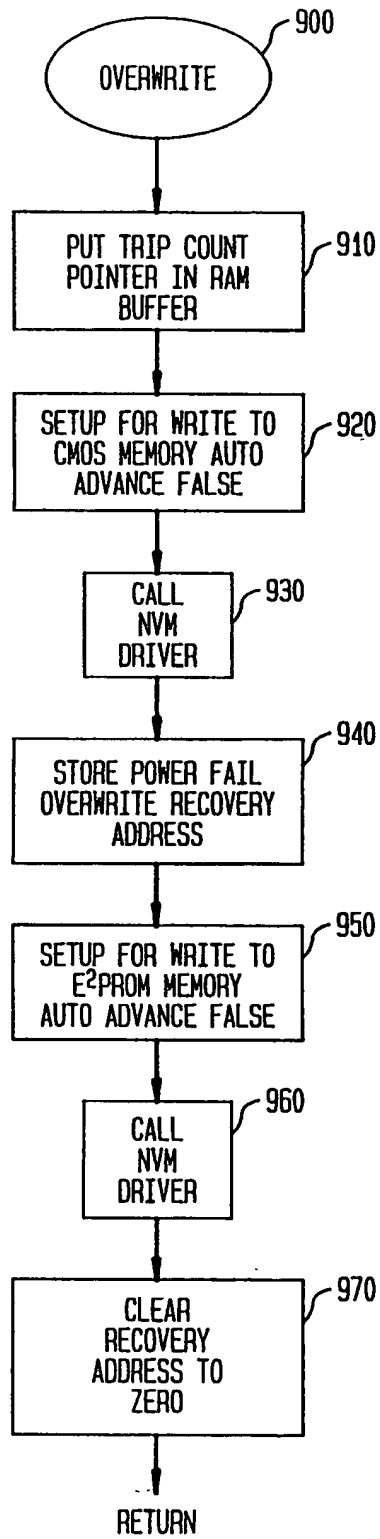 900
OVERWRITE
910
PUT TRIP COUNT
POINTER IN RAM
BUFFER
920
SETUP FOR WRITE TO
CMOS MEMORY AUTO
ADVANCE FALSE
930
CALL
NVM
DRIVER
940
STORE POWER FAIL
OVERWRITE RECOVERY
ADDRESS
950
SETUP FOR WRITE TO
E²PROM MEMORY
AUTO ADVANCE FALSE
960
CALL
NVM
DRIVER
970
CLEAR
RECOVERY
ADDRESS TO
ZERO
RETURN